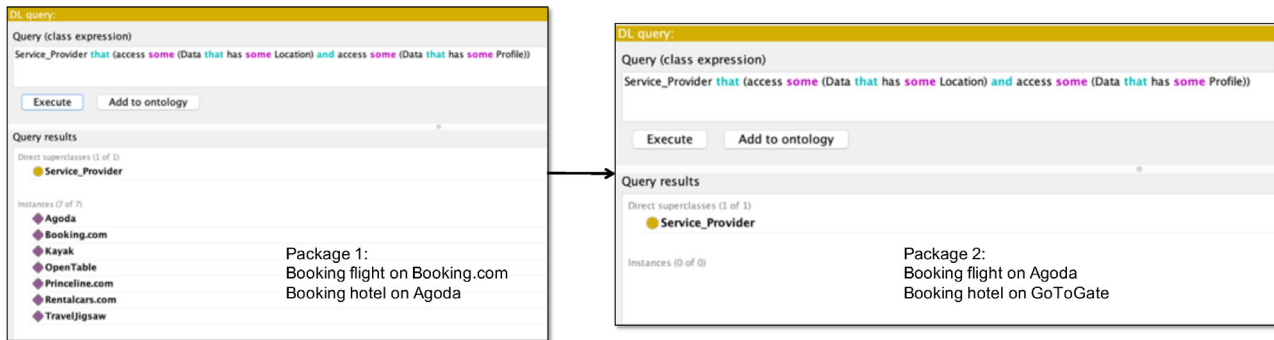 DL query:
Query (class expression)
Service_Provider that (access some (Data that has some Location) and access some (Data that has some Profile))
Execute Add to ontology
Query results
Direct superclasses (1 of 1)
Service_Provider
Instances (7 of 7)
Agoda
Booking.com
Kayak
OpenTable
Princeline.com
Rentalcars.com
TravelJigsaw
Package 1:
Booking flight on Booking.com
Booking hotel on Agoda
DL query:
Query (class expression)
Service_Provider that (access some (Data that has some Location) and access some (Data that has some Profile))
Execute Add to ontology
Query results
Direct superclasses (1 of 1)
Service_Provider
Instances (0 of 0)
Package 2:
Booking flight on Agoda
Booking hotel on GoToGate